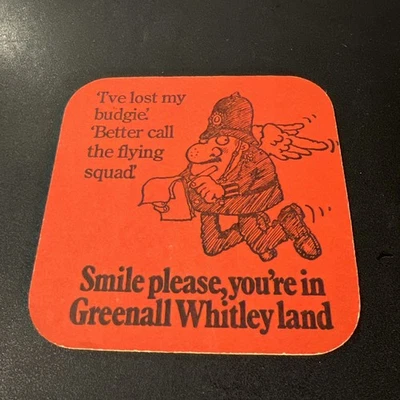 'I've lost my
budgie.'
'Better call
the flying
squad.'
Smile please, you're in
Greenall Whitley land